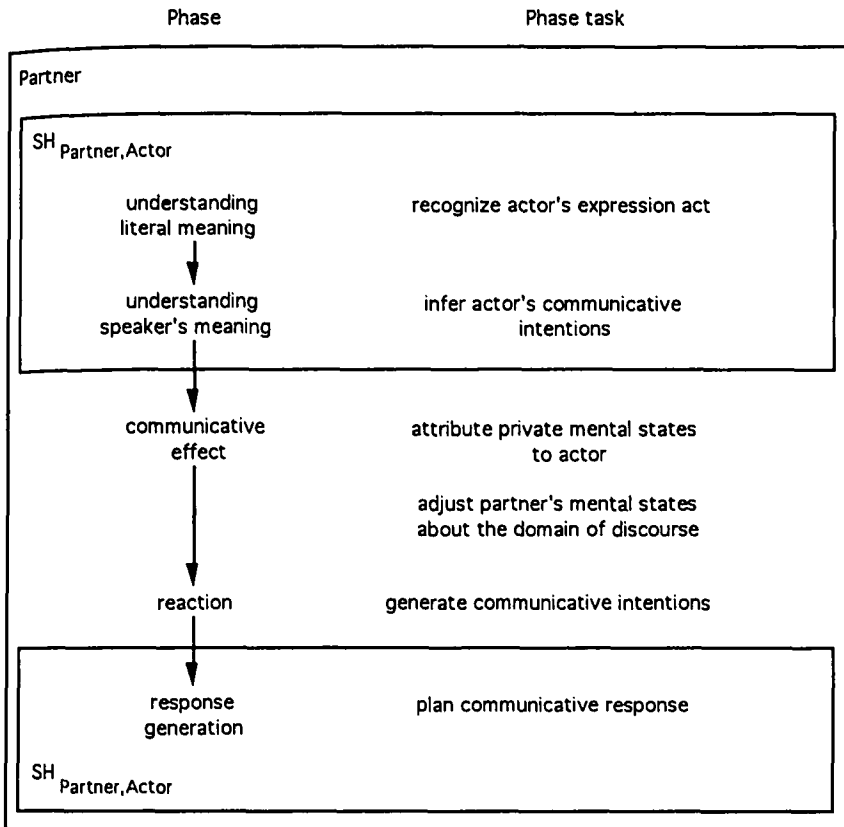 Phase Phase task
Partner
SH Partner,Actor
understanding
literal meaning
recognize actor's expression act
understanding
speaker's meaning
infer actor's communicative
intentions
communicative
effect
attribute private mental states
to actor
adjust partner's mental states
about the domain of discourse
reaction generate communicative intentions
response
generation
plan communicative response
SH Partner,Actor